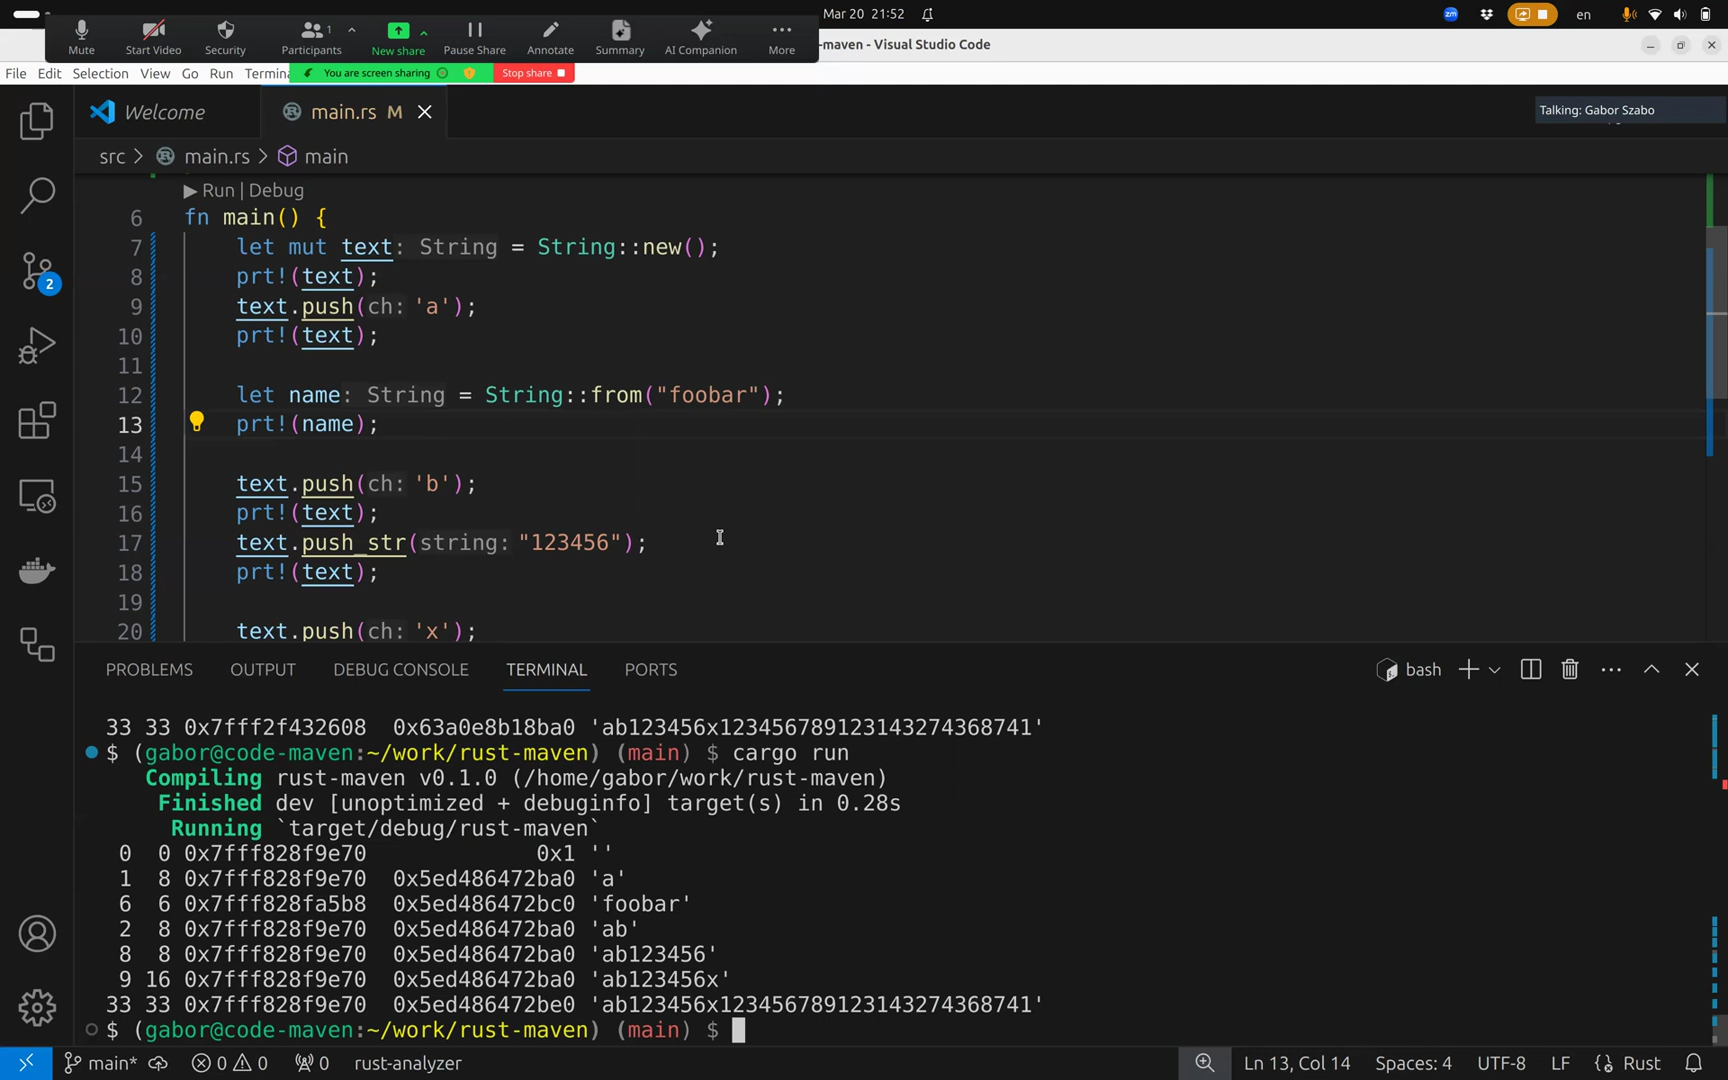 Mar 20 21:52
zm
en
Mute
Start Video
Security
Participants
1
New share
Pause Share
Annotate
Summary
AI Companion
More
-maven - Visual Studio Code
You are screen sharing
Stop share
File Edit Selection View Go Run Termin
Welcome
main.rs M
Talking: Gabor Szabo
src > main.rs > main
Run | Debug
6 fn main() {
7 let mut text: String = String::new();
8 prt!(text);
9 text.push(ch: 'a');
10 prt!(text);
11
12 let name: String = String::from("foobar");
13 prt!(name);
14
15 text.push(ch: 'b');
16 prt!(text);
17 text.push_str(string: "123456");
18 prt!(text);
19
20 text.push(ch: 'x');
2
PROBLEMS OUTPUT DEBUG CONSOLE TERMINAL PORTS
bash
33 33 0x7fff2f432608 0x63a0e8b18ba0 'ab123456x123456789123143274368741'
$ (gabor@code-maven:~/work/rust-maven) (main) $ cargo run
Compiling rust-maven v0.1.0 (/home/gabor/work/rust-maven)
Finished dev [unoptimized + debuginfo] target(s) in 0.28s
Running `target/debug/rust-maven`
0 0 0x7fff828f9e70 0x1 ''
1 8 0x7fff828f9e70 0x5ed486472ba0 'a'
6 6 0x7fff828fa5b8 0x5ed486472bc0 'foobar'
2 8 0x7fff828f9e70 0x5ed486472ba0 'ab'
8 8 0x7fff828f9e70 0x5ed486472ba0 'ab123456'
9 16 0x7fff828f9e70 0x5ed486472ba0 'ab123456x'
33 33 0x7fff828f9e70 0x5ed486472be0 'ab123456x123456789123143274368741'
$ (gabor@code-maven:~/work/rust-maven) (main) $
main* 0 0 0 rust-analyzer
Ln 13, Col 14 Spaces: 4 UTF-8 LF {} Rust